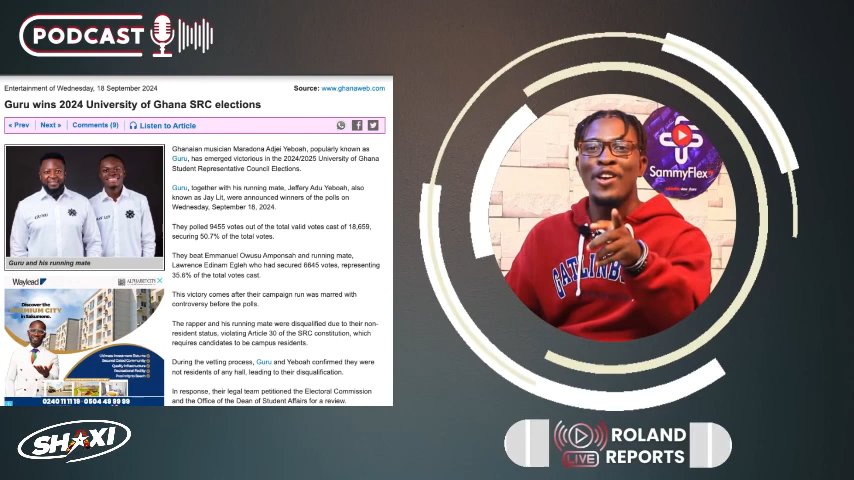 PODCAST
Entertainment of Wednesday, 18 September 2024
Source: www.ghanaweb.com
Guru wins 2024 University of Ghana SRC elections
« Prev Next » Comments (9) Listen to Article
Ghanaian musician Maradona Adjei Yeboah, popularly known as
Guru, has emerged victorious in the 2024/2025 University of Ghana
Student Representative Council Elections.
Guru, together with his running mate, Jeffery Adu Yeboah, also
known as Jay Lit, were announced winners of the polls on
Wednesday, September 18, 2024.
They polled 9455 votes out of the total valid votes cast of 18,659,
securing 50.7% of the total votes.
They beat Emmanuel Owusu Amponsah and running mate,
Lawrence Edinam Egleh who had secured 6645 votes, representing
35.6% of the total votes cast.
This victory comes after their campaign run was marred with
controversy before the polls.
The rapper and his running mate were disqualified due to their non-
resident status, violating Article 30 of the SRC constitution, which
requires candidates to be campus residents.
During the vetting process, Guru and Yeboah confirmed they were
not residents of any hall, leading to their disqualification.
In response, their legal team petitioned the Electoral Commission
and the Office of the Dean of Student Affairs for a review.
Guru and his running mate
Waylead
Discover the
PREMIUM CITY
0240 11 11 19 - 0504 49 99 99
SammyFlex
GATLINBURG
SHAXI
LIVE
ROLAND
REPORTS